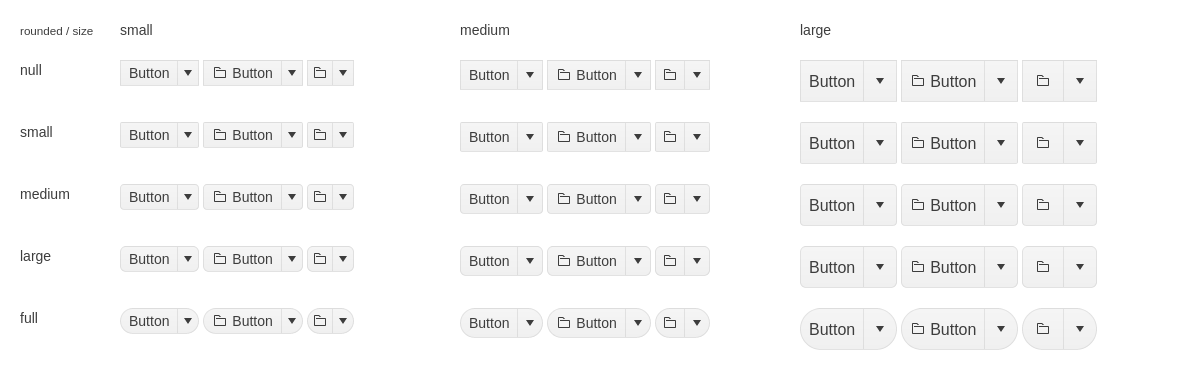 rounded / size small medium large
null Button Button Button Button Button Button
small Button Button Button Button Button Button
medium Button Button Button Button Button Button
large Button Button Button Button Button Button
full Button Button Button Button Button Button